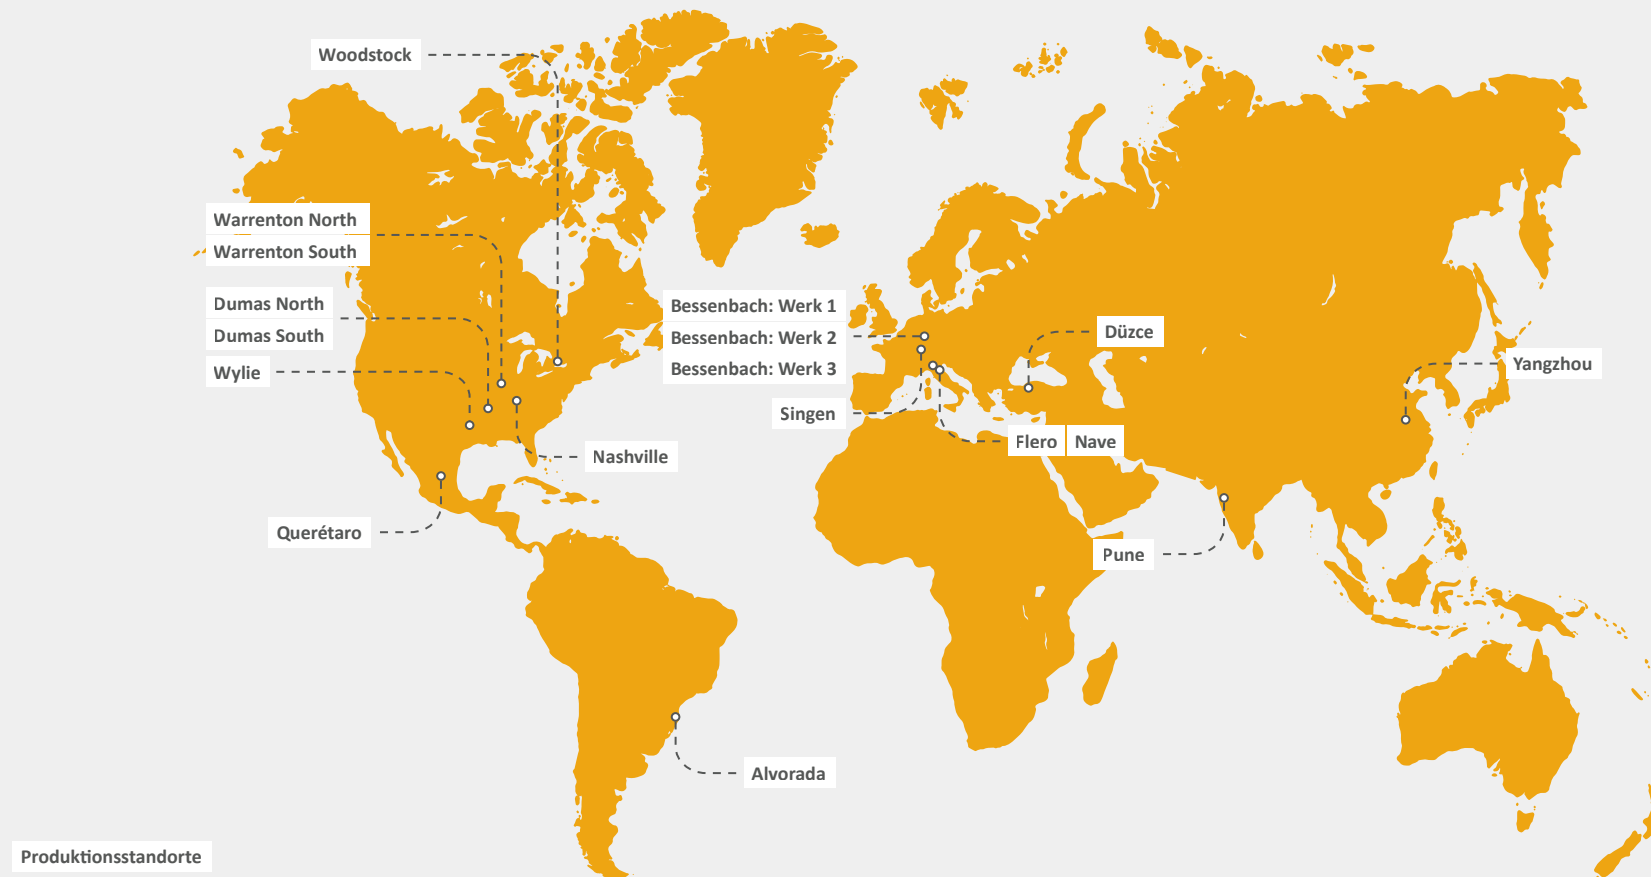 Woodstock
Warrenton North
Warrenton South
Dumas North
Dumas South
Wylie
Nashville
Querétaro
Alvorada
Bessenbach: Werk 1
Bessenbach: Werk 2
Bessenbach: Werk 3
Singen
Flero Nave
Düzce
Yangzhou
Pune
Produktionsstandorte